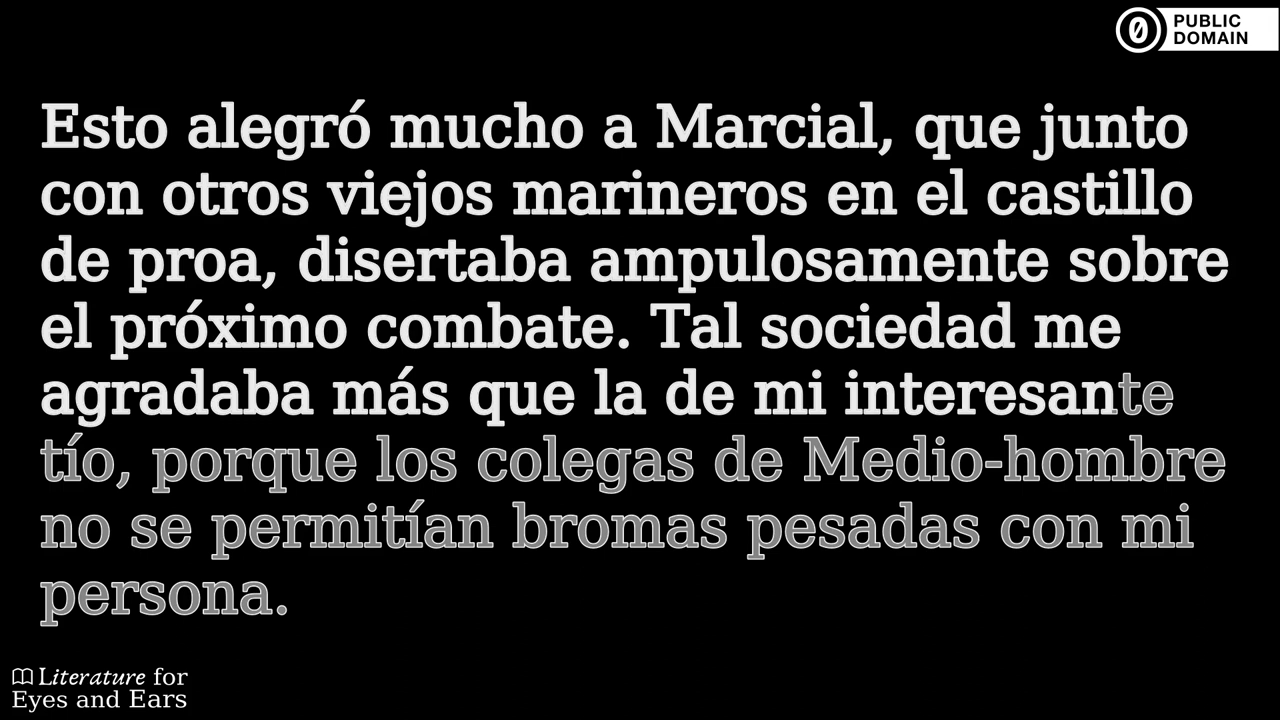 PUBLIC
DOMAIN
Esto alegró mucho a Marcial, que junto
con otros viejos marineros en el castillo
de proa, disertaba ampulosamente sobre
el próximo combate. Tal sociedad me
agradaba más que la de mi interesante
tío, porque los colegas de Medio-hombre
no se permitían bromas pesadas con mi
persona.
Literature for
Eyes and Ears